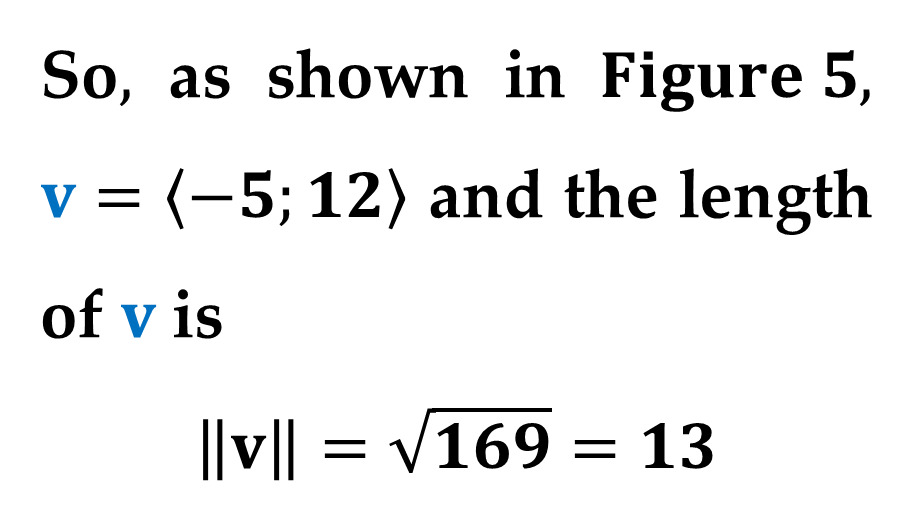 So, as shown in Figure 5,
v = ⟨−5; 12⟩ and the length
of v is
‖v‖ = √169 = 13